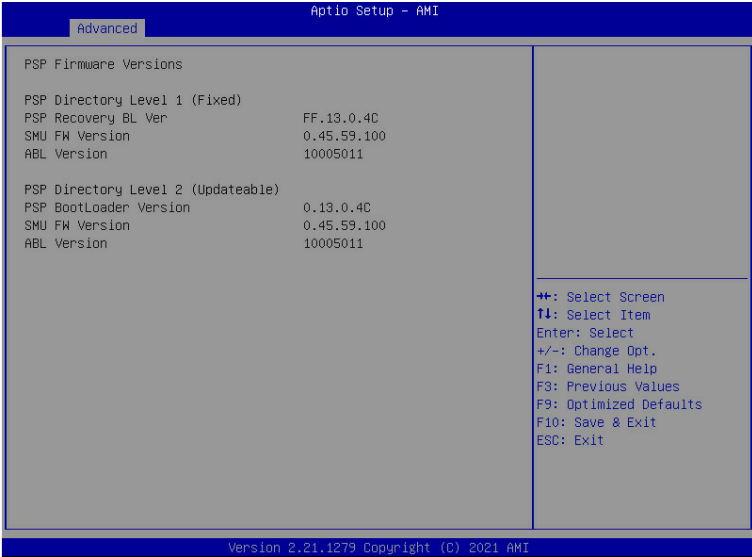 Aptio Setup – AMI
Advanced
PSP Firmware Versions
PSP Directory Level 1 (Fixed)
PSP Recovery BL Ver FF.13.0.4C
SMU FW Version 0.45.59.100
ABL Version 10005011
PSP Directory Level 2 (Updateable)
PSP BootLoader Version 0.13.0.4C
SMU FW Version 0.45.59.100
ABL Version 10005011
→←: Select Screen
↑↓: Select Item
Enter: Select
+/-: Change Opt.
F1: General Help
F3: Previous Values
F9: Optimized Defaults
F10: Save & Exit
ESC: Exit
Version 2.21.1279 Copyright (C) 2021 AMI